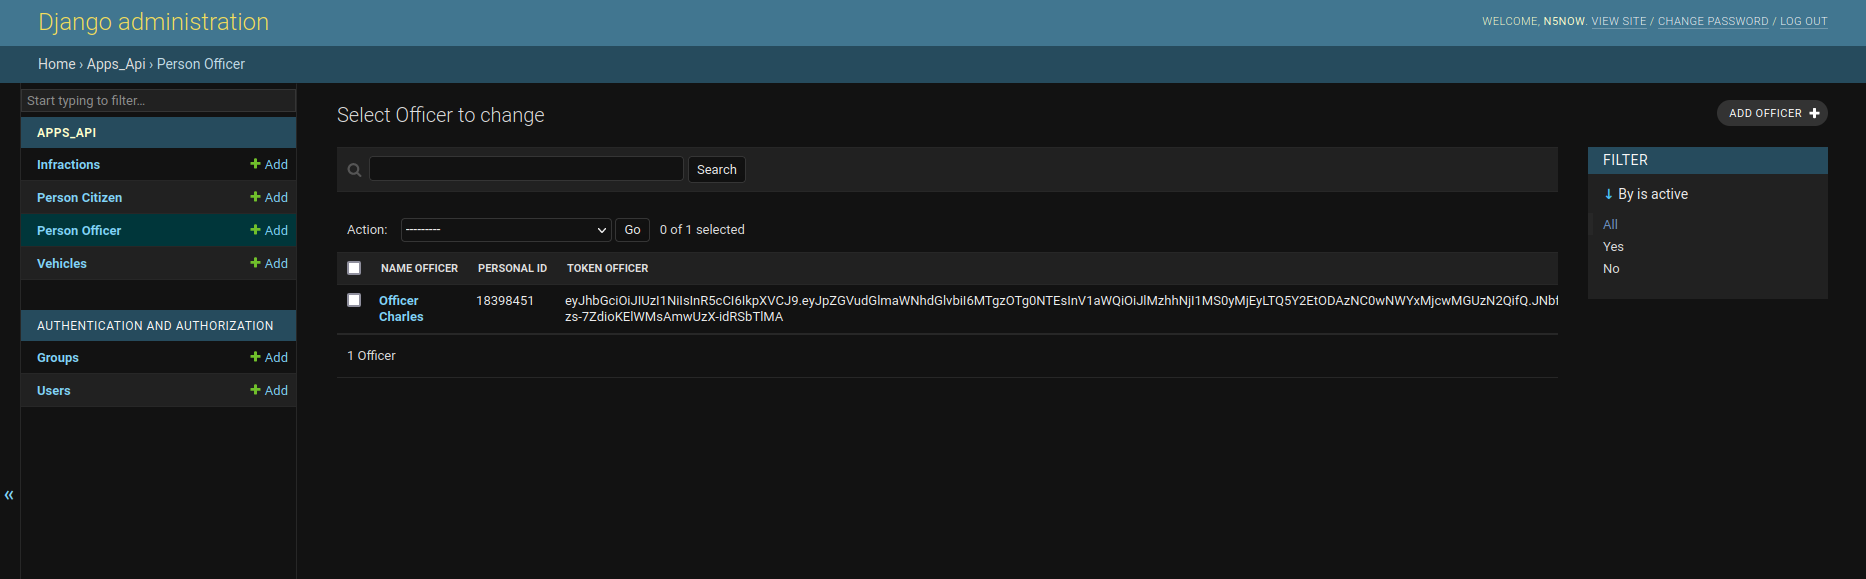 Django administration
WELCOME, N5NOW. VIEW SITE / CHANGE PASSWORD / LOG OUT
Home › Apps_Api › Person Officer
Start typing to filter...
APPS_API
Infractions + Add
Person Citizen + Add
Person Officer + Add
Vehicles + Add
AUTHENTICATION AND AUTHORIZATION
Groups + Add
Users + Add
«
Select Officer to change
ADD OFFICER +
Search
Action: --------- Go 0 of 1 selected
NAME OFFICER PERSONAL ID TOKEN OFFICER
Officer Charles 18398451 eyJhbGciOiJIUzI1NiIsInR5cCI6IkpXVCJ9.eyJpZGVudGlmaWNhdGlvbiI6MTgzOTg0NTEsInV1aWQiOiJlMzhhNjI1MS0yMjEyLTQ5Y2EtODAzNC0wNWYxMjcwMGUzN2QifQ.JNbf
zs-7ZdioKElWMsAmwUzX-idRSbTlMA
1 Officer
FILTER
↓ By is active
All
Yes
No